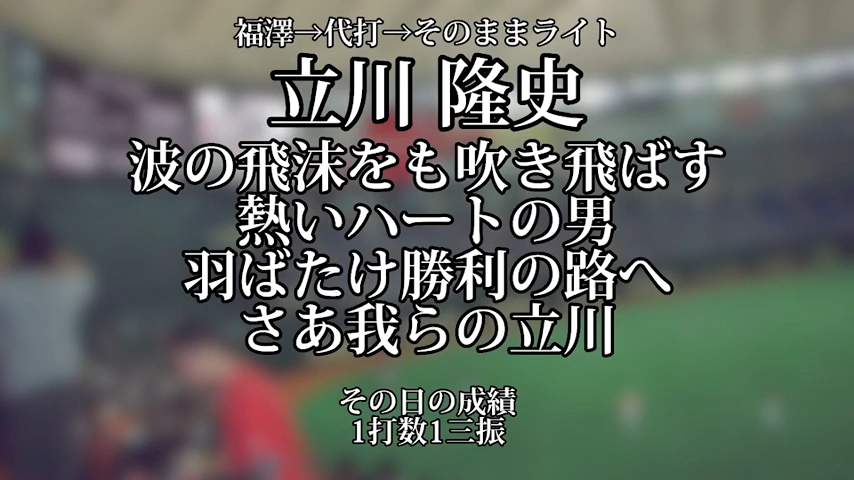 福澤→代打→そのままライト
立川 隆史
波の飛沫をも吹き飛ばす
熱いハートの男
羽ばたけ勝利の路へ
さあ我らの立川
その日の成績
1打数1三振